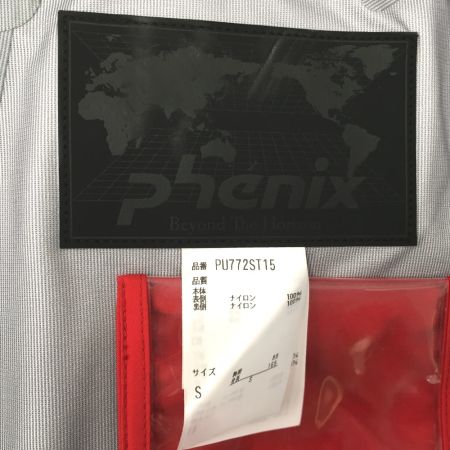 phenix
Beyond The Horizon
品番 PU772ST15
品質
本体
表側 ナイロン 100%
裏側 ナイロン 100%
サイズ
S